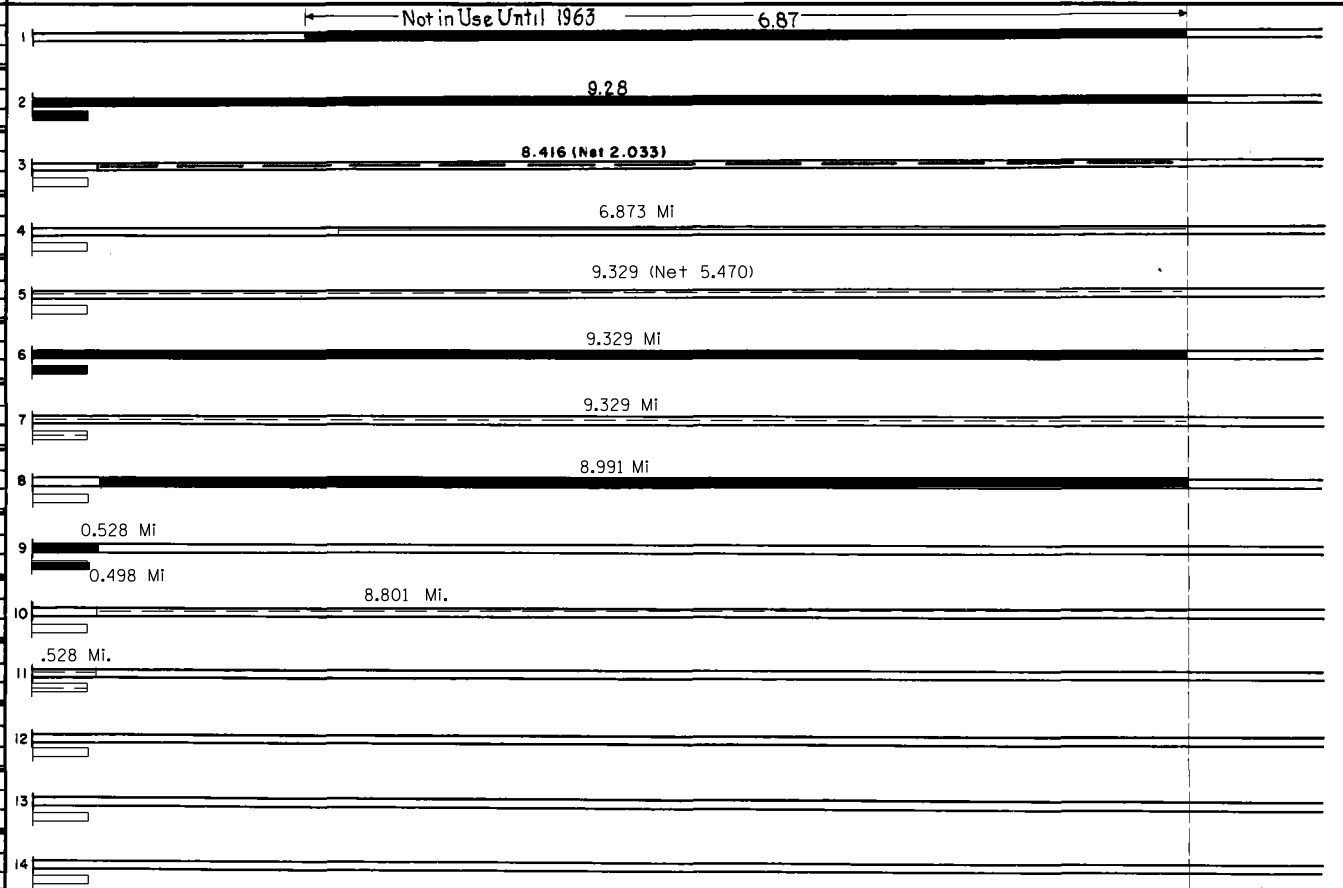 Not in Use Until 1963 6.87
1
9.28
2
8.416 (Net 2.033)
3
6.873 Mi
4
9.329 (Net 5.470)
5
9.329 Mi
6
9.329 Mi
7
8.991 Mi
8
0.528 Mi
9
0.498 Mi
8.801 Mi.
10
.528 Mi.
11
12
13
14